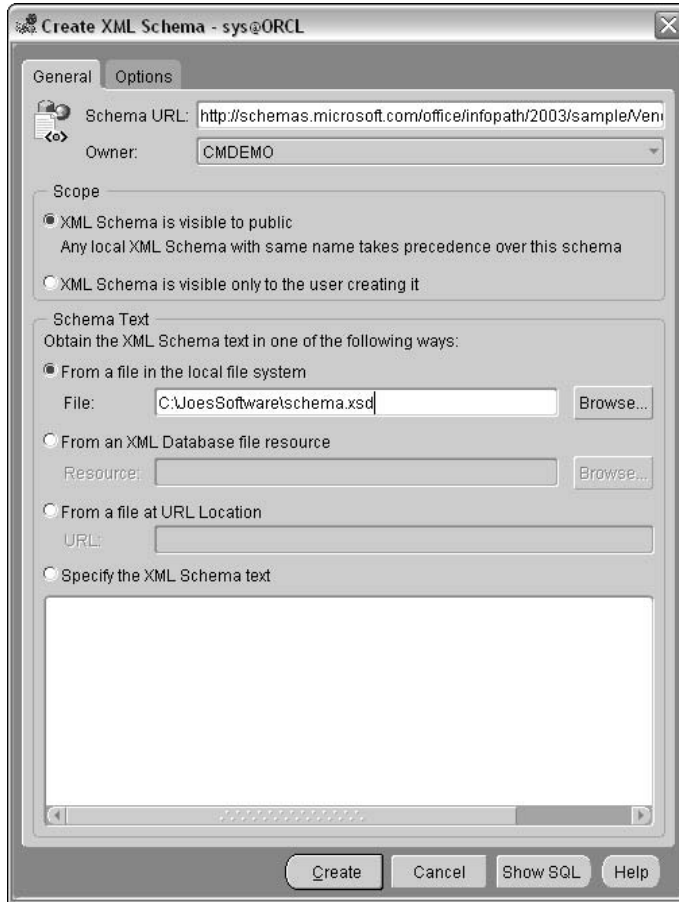 Create XML Schema - sys@ORCL
General Options
Schema URL: http://schemas.microsoft.com/office/infopath/2003/sample/Ven
<o>
Owner: CMDEMO
Scope
XML Schema is visible to public
Any local XML Schema with same name takes precedence over this schema
XML Schema is visible only to the user creating it
Schema Text
Obtain the XML Schema text in one of the following ways:
From a file in the local file system
File: C:\JoesSoftware\schema.xsd Browse...
From an XML Database file resource
Resource: Browse...
From a file at URL Location
URL:
Specify the XML Schema text
Create Cancel Show SQL Help